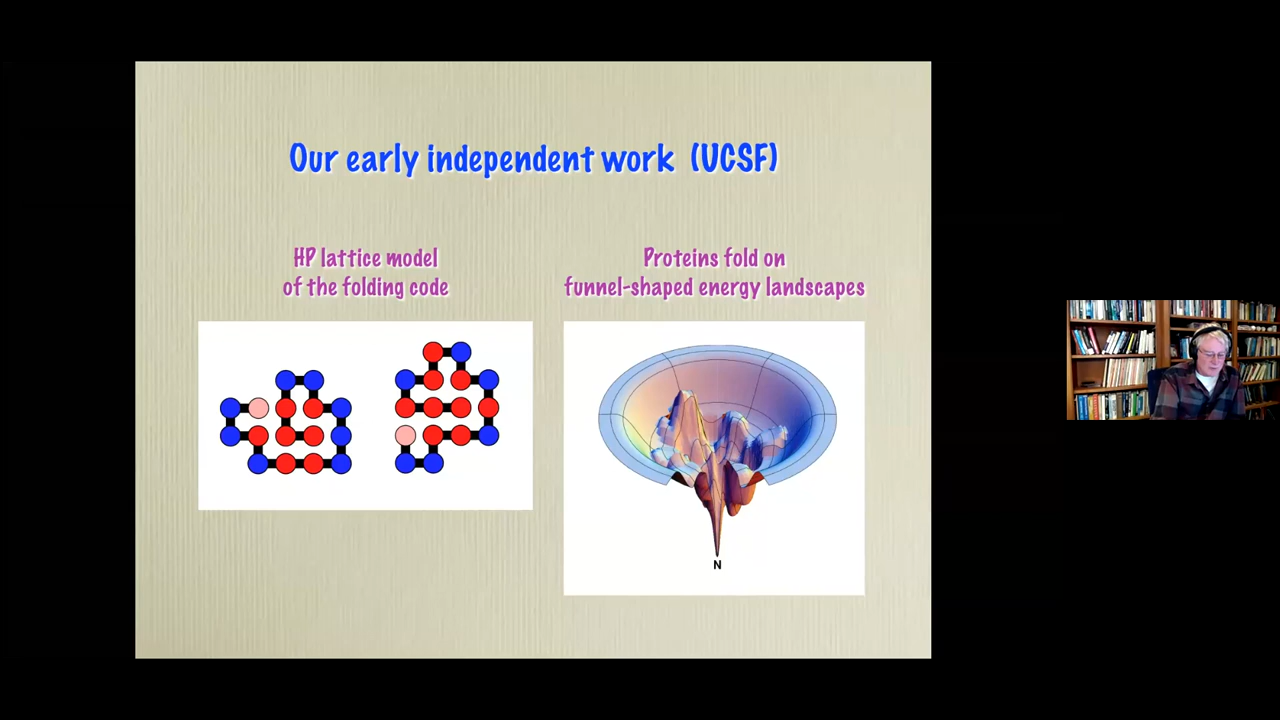 Our early independent work (UCSF)
HP lattice model
of the folding code
Proteins fold on
funnel-shaped energy landscapes
N